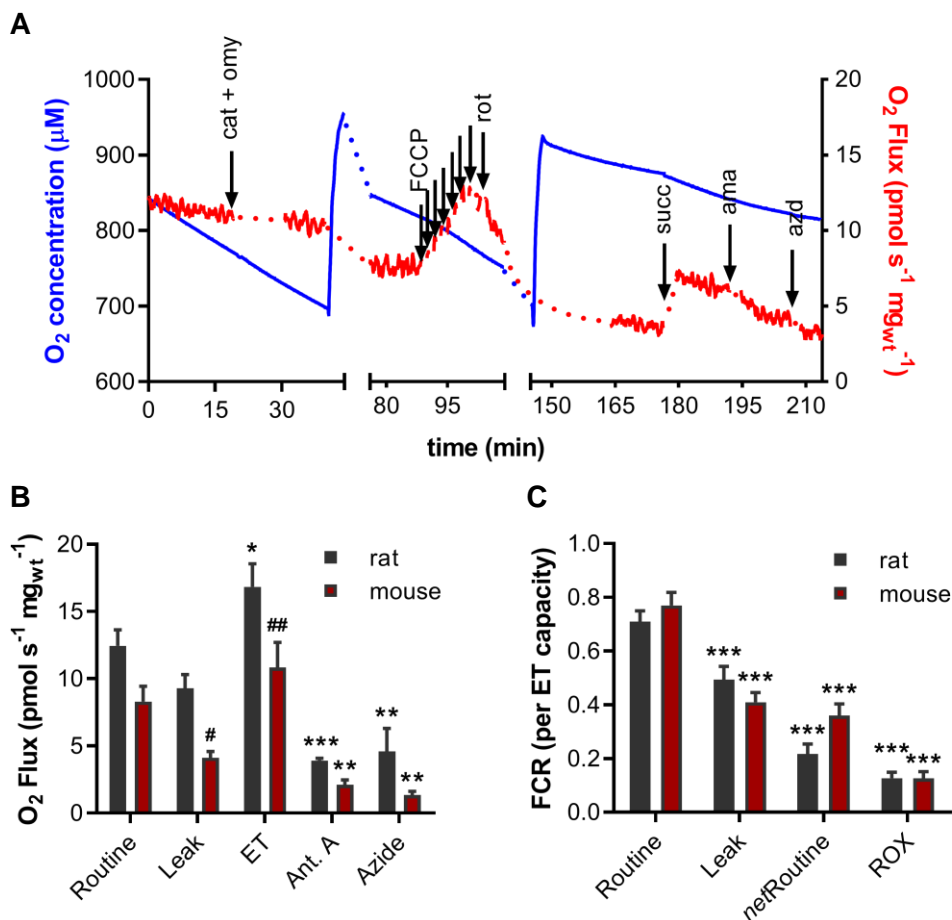 A
O2 concentration (µM)
1000
900
800
700
600
cat + omy
FCCP
rot
succ
ama
azd
20
15
10
5
0
O2 Flux (pmol s-1 mgwt-1)
0 15 30 80 95 150 165 180 195 210
time (min)
B
O2 Flux (pmol s-1 mgwt-1)
20
15
10
5
0
rat
mouse
# * ## *** ** ** **
Routine Leak ET Ant. A Azide
C
FCR (per ET capacity)
1.0
0.8
0.6
0.4
0.2
0.0
rat
mouse
*** *** *** *** *** ***
Routine Leak netRoutine ROX